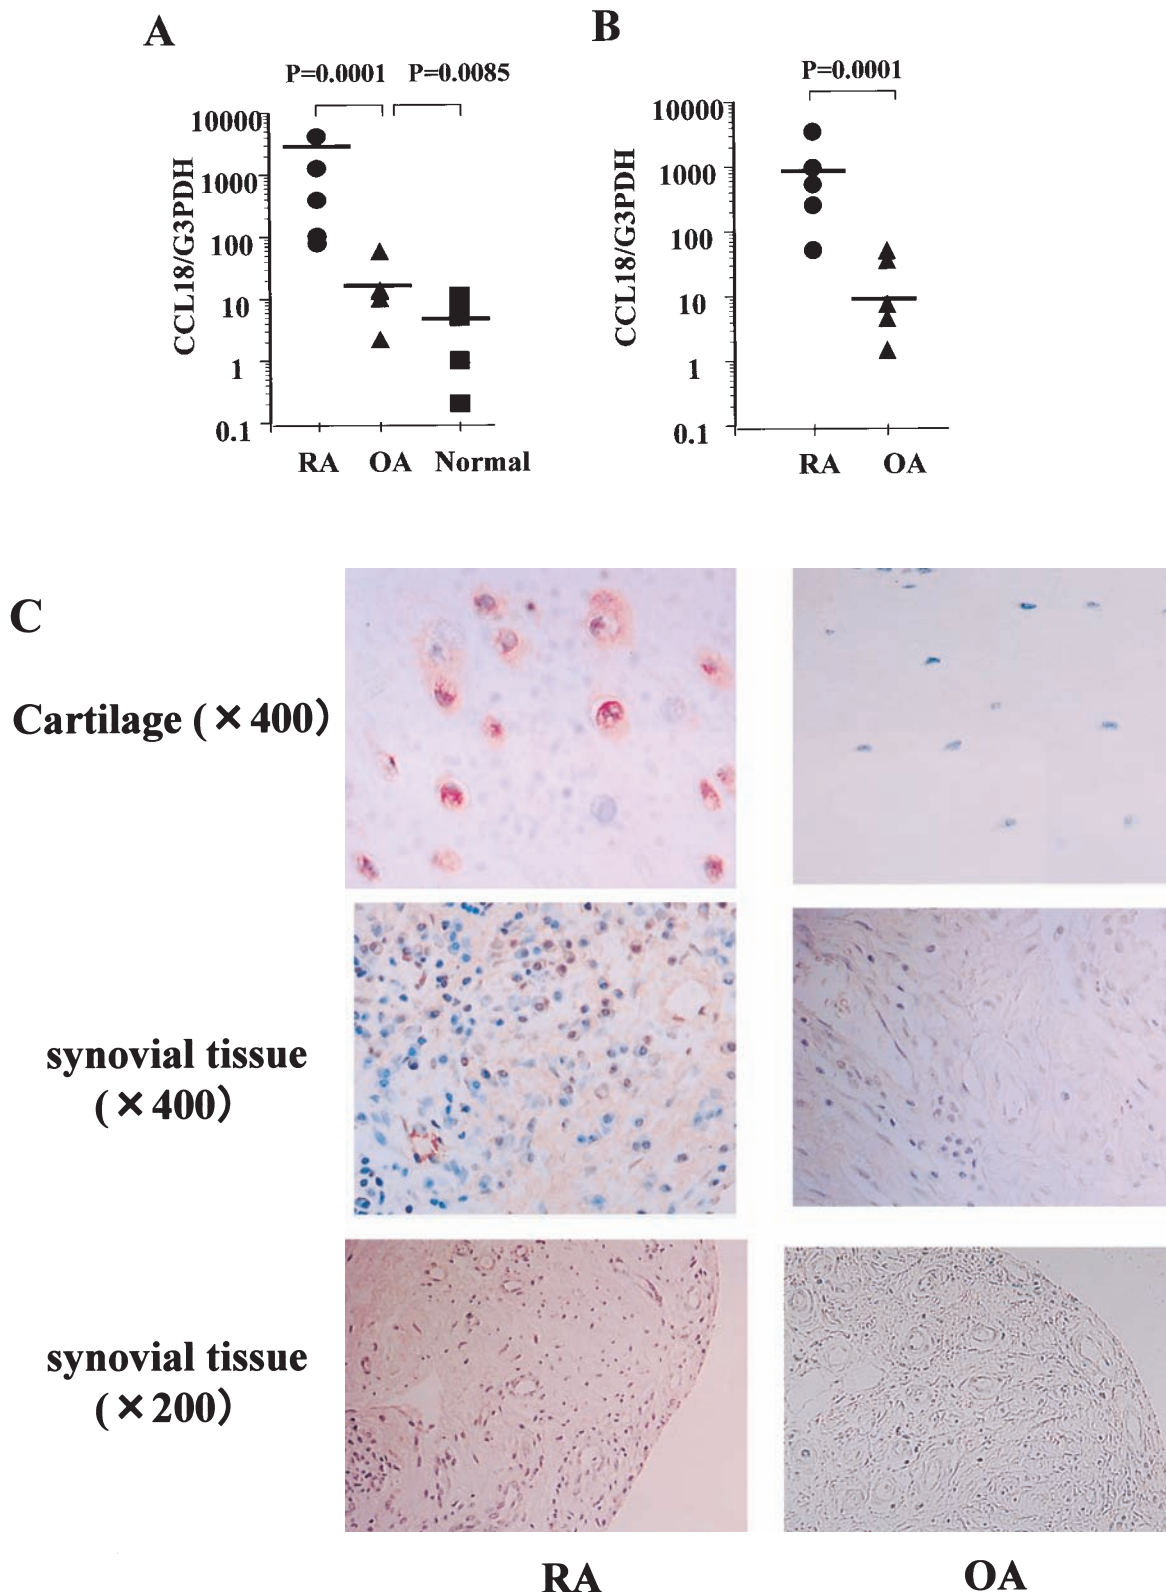 A
P=0.0001 P=0.0085
CCL18/G3PDH
10000
1000
100
10
1
0.1
RA OA Normal
B
P=0.0001
CCL18/G3PDH
10000
1000
100
10
1
0.1
RA OA
C
Cartilage (×400)
synovial tissue
(×400)
synovial tissue
(×200)
RA OA